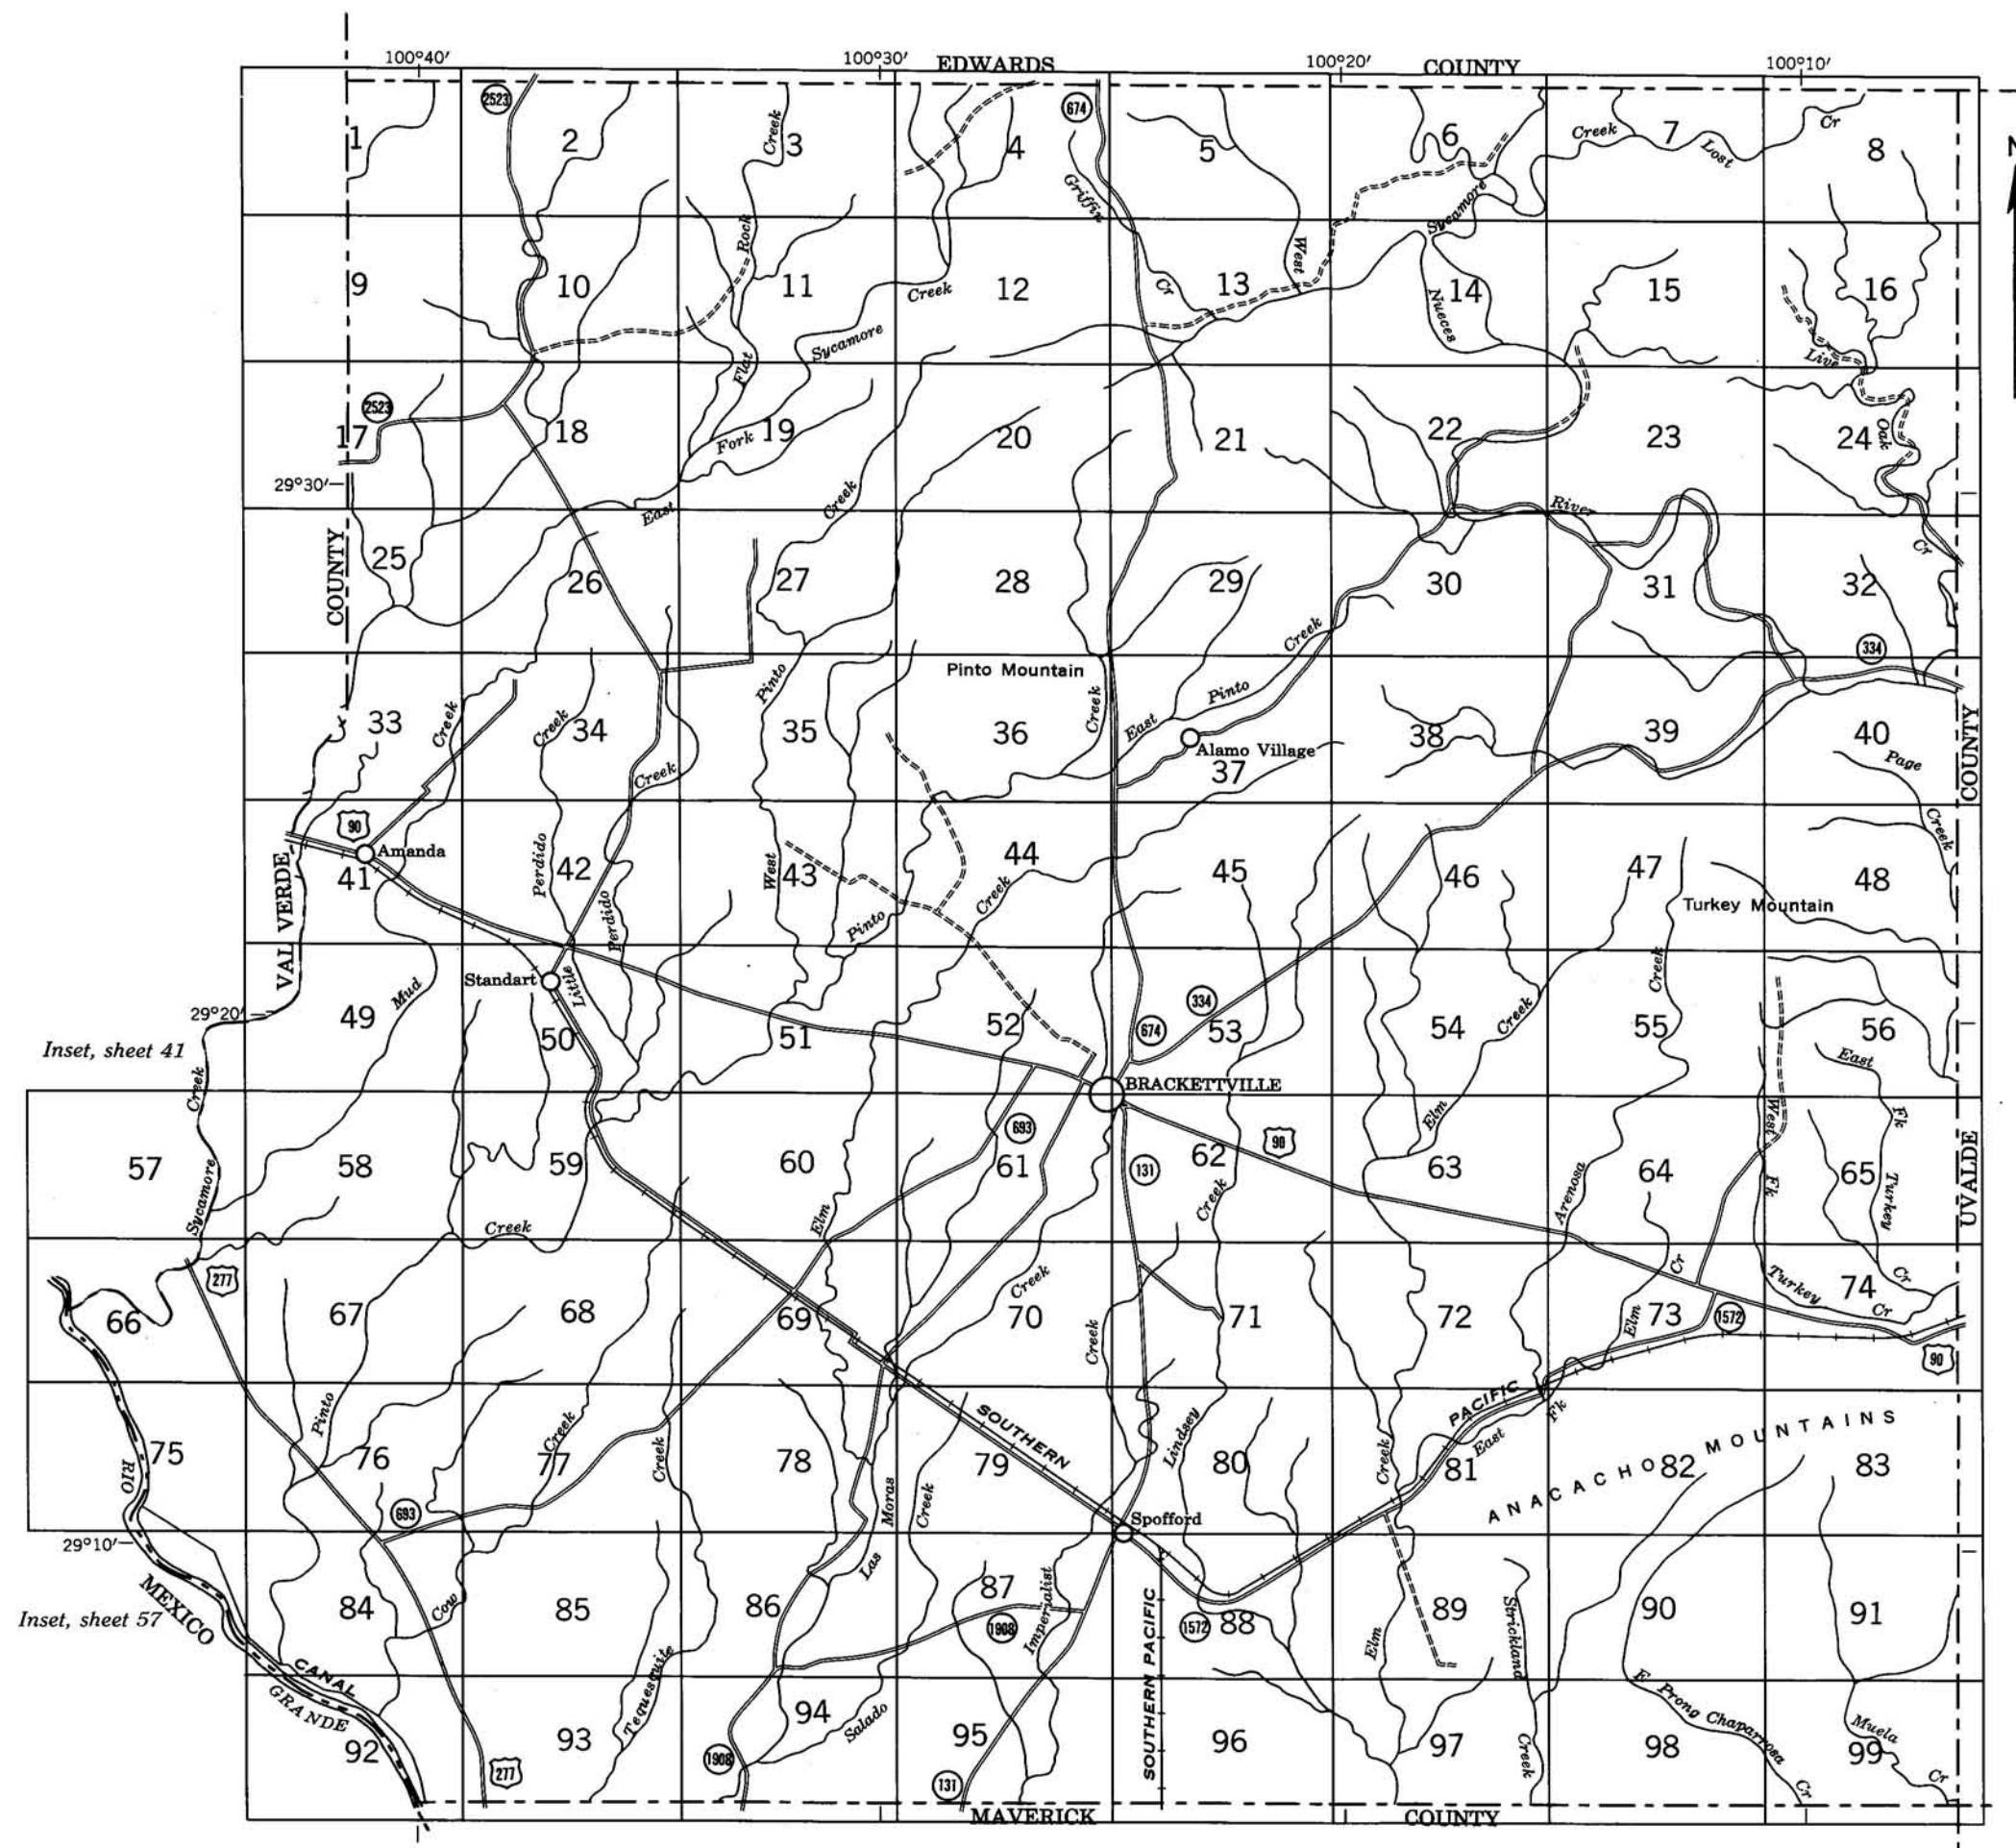 100°40′ 100°30′ EDWARDS 100°20′ COUNTY 100°10′
2523 674
1 2 Creek 3 4 5 6 Creek 7 Lost Cr 8
N
Griffin Sycamore
Rock West
9 10 11 Creek 12 Cr 13 14 15 16
Nueces
Sycamore Flat Live
2523
17 18 Fork 19 20 21 22 23 24 Oak
29°30′ East Creek River Cr
COUNTY
25 26 27 28 29 30 31 32
Creek 334
Pinto Mountain
Pinto Creek East Pinto
33 Creek Creek 34 35 36 38 39 40
Alamo Village
37 Page
Creek COUNTY
90 Creek
Amanda
41 Perdido 42 West 43 44 45 46 47 48
Creek Turkey Mountain
Perdido Pinto
VAL VERDE
Standart Little Creek
Mud 334
29°20′ 49 50 51 52 674 53 54 Creek 55 56
Inset, sheet 41 East
Creek BRACKETTVILLE
693 Elm West Fk
90
57 58 59 60 61 131 62 63 64 65
Sycamore Creek Elm Creek Arenosa Fk Turkey UVALDE
277 Creek Cr Turkey Cr
66 67 68 69 70 71 72 Elm 73 1572 74 Cr
Creek 90
Pinto SOUTHERN PACIFIC Fk
Creek Creek Lindsey Creek East ANACACHO MOUNTAINS
RIO 75 76 77 78 79 80 81 82 83
693 Moras Creek
Spofford
29°10′
MEXICO Las
Inset, sheet 57 84 Cow 85 86 87 Imperialist 88 89 90 91
1908 1572 Strickland
Tequesquite SOUTHERN PACIFIC Elm
CANAL
GRANDE E Prong Chaparrosa Cr
92 93 94 Salado 95 96 97 Creek 98 Muela 99 Cr
277 1908 131
MAVERICK COUNTY